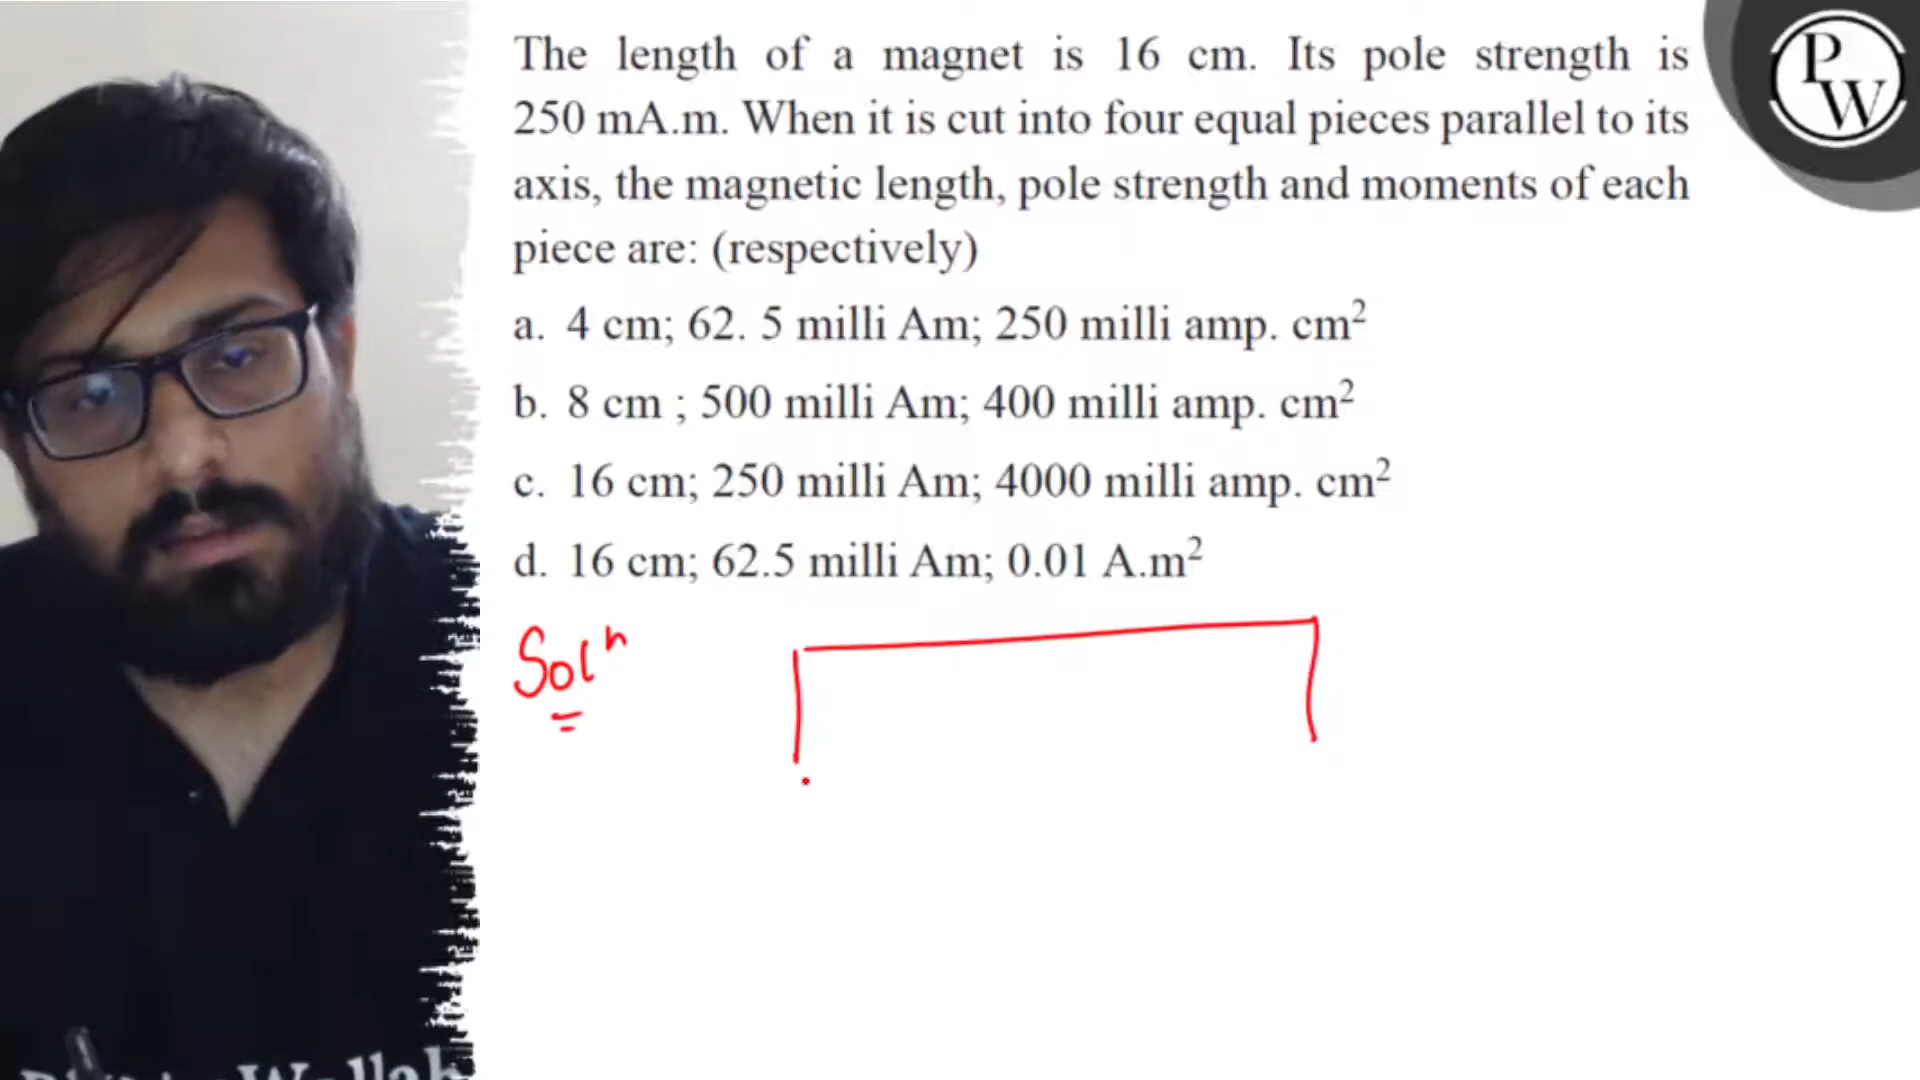 The length of a magnet is 16 cm. Its pole strength is
250 mA.m. When it is cut into four equal pieces parallel to its
axis, the magnetic length, pole strength and moments of each
piece are: (respectively)
a. 4 cm; 62. 5 milli Am; 250 milli amp. cm²
b. 8 cm ; 500 milli Am; 400 milli amp. cm²
c. 16 cm; 250 milli Am; 4000 milli amp. cm²
d. 16 cm; 62.5 milli Am; 0.01 A.m²
Solⁿ
PW